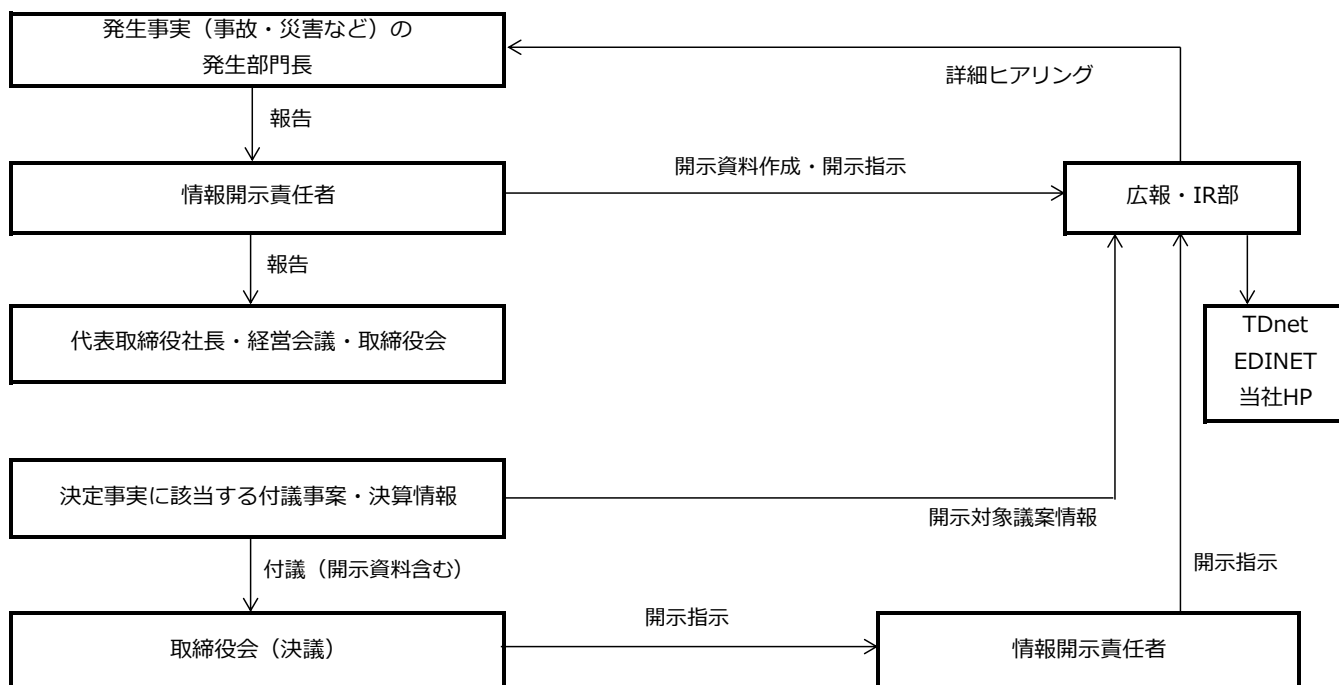 発生事実（事故・災害など）の
発生部門長
詳細ヒアリング
報告
開示資料作成・開示指示
情報開示責任者
広報・IR部
報告
代表取締役社長・経営会議・取締役会
TDnet
EDINET
当社HP
決定事実に該当する付議事案・決算情報
開示対象議案情報
付議（開示資料含む）
開示指示
開示指示
取締役会（決議）
情報開示責任者